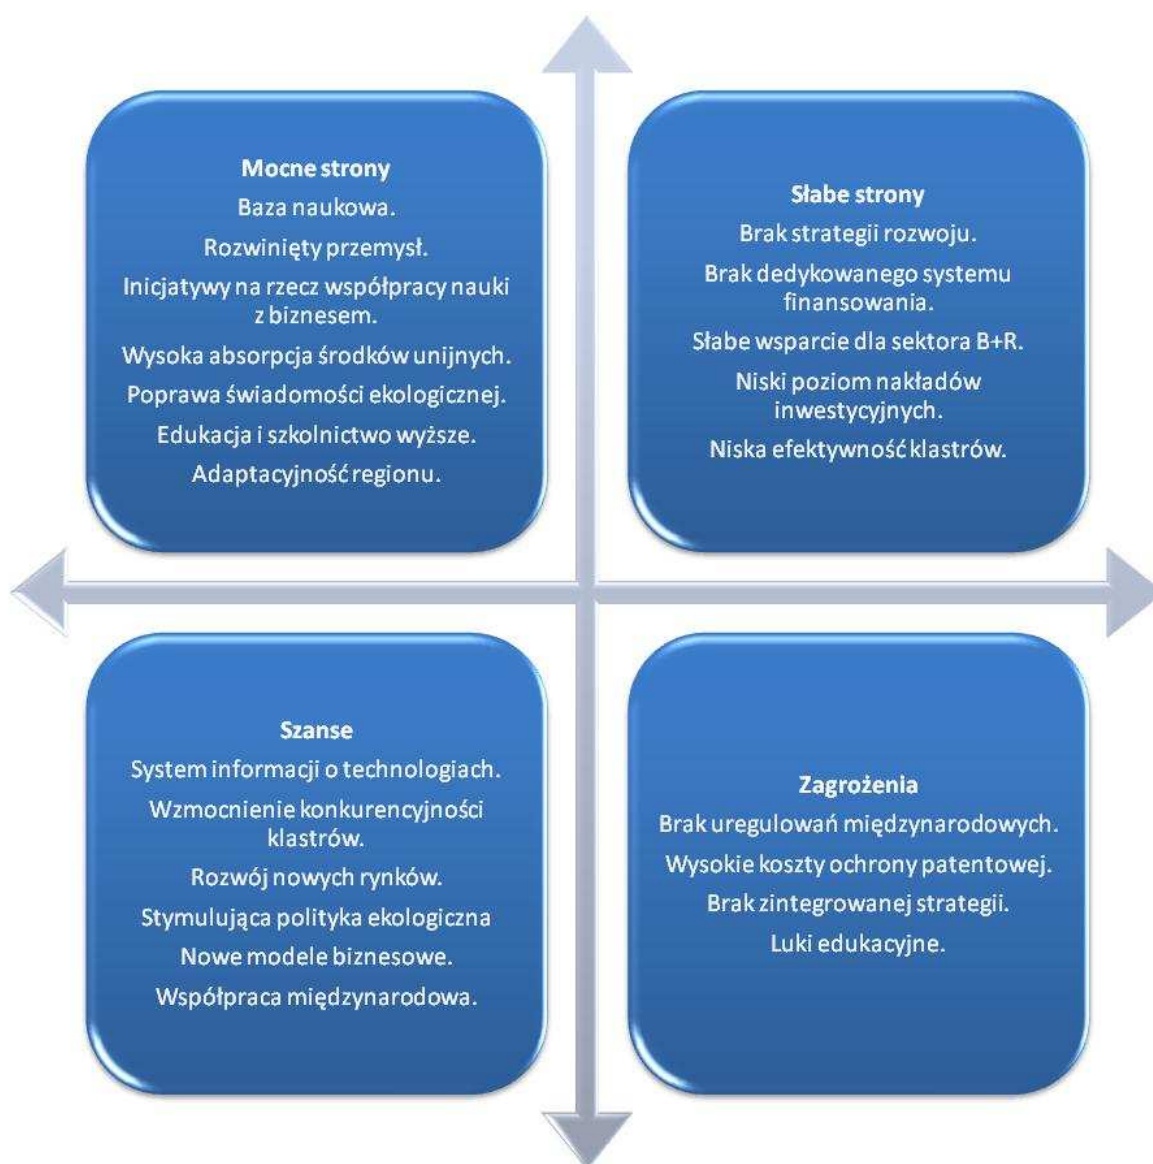 Mocne strony
Baza naukowa.
Rozwinięty przemysł.
Inicjatywy na rzecz współpracy nauki
z biznesem.
Wysoka absorpcja środków unijnych.
Poprawa świadomości ekologicznej.
Edukacja i szkolnictwo wyższe.
Adaptacyjność regionu.
Słabe strony
Brak strategii rozwoju.
Brak dedykowanego systemu
finansowania.
Słabe wsparcie dla sektora B+R.
Niski poziom nakładów
inwestycyjnych.
Niska efektywność klastrów.
Szanse
System informacji o technologiach.
Wzmocnienie konkurencyjności
klastrów.
Rozwój nowych rynków.
Stymulująca polityka ekologiczna
Nowe modele biznesowe.
Współpraca międzynarodowa.
Zagrożenia
Brak uregulowań międzynarodowych.
Wysokie koszty ochrony patentowej.
Brak zintegrowanej strategii.
Luki edukacyjne.